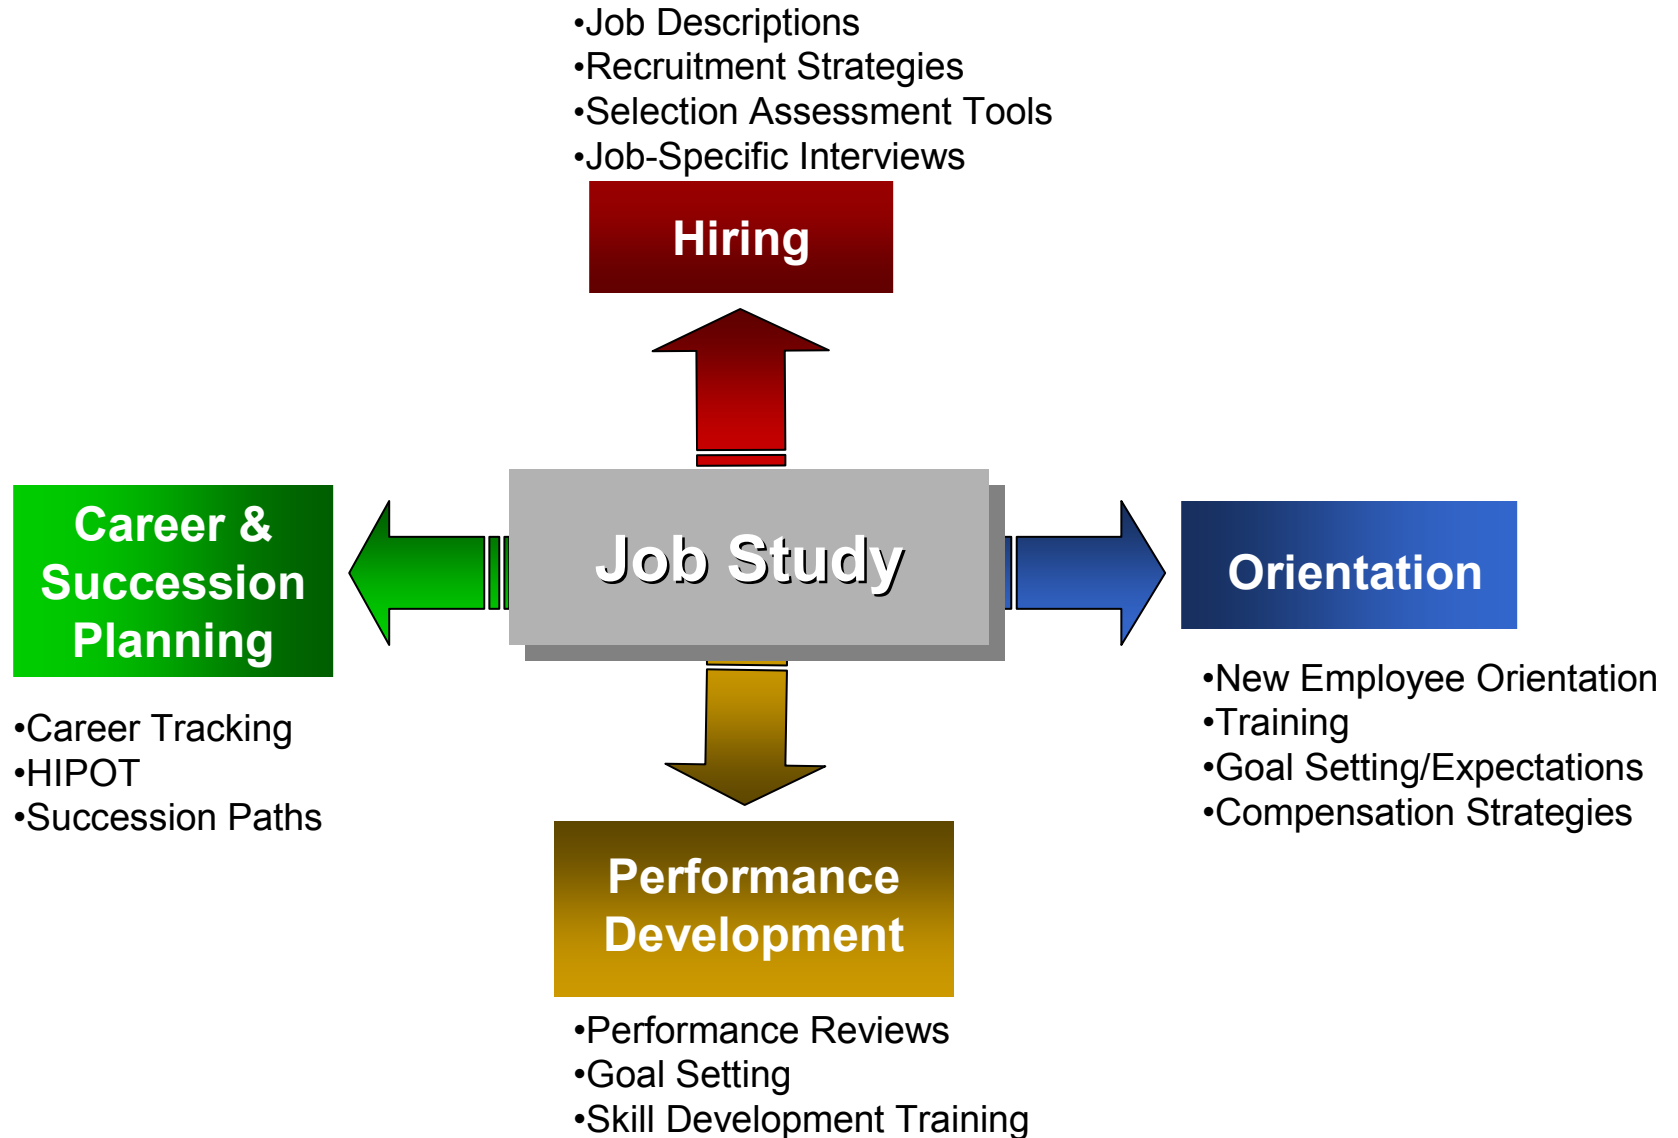 •Job Descriptions
•Recruitment Strategies
•Selection Assessment Tools
•Job-Specific Interviews
Hiring
Career &
Succession
Planning
•Career Tracking
•HIPOT
•Succession Paths
Job Study
Orientation
•New Employee Orientation
•Training
•Goal Setting/Expectations
•Compensation Strategies
Performance
Development
•Performance Reviews
•Goal Setting
•Skill Development Training